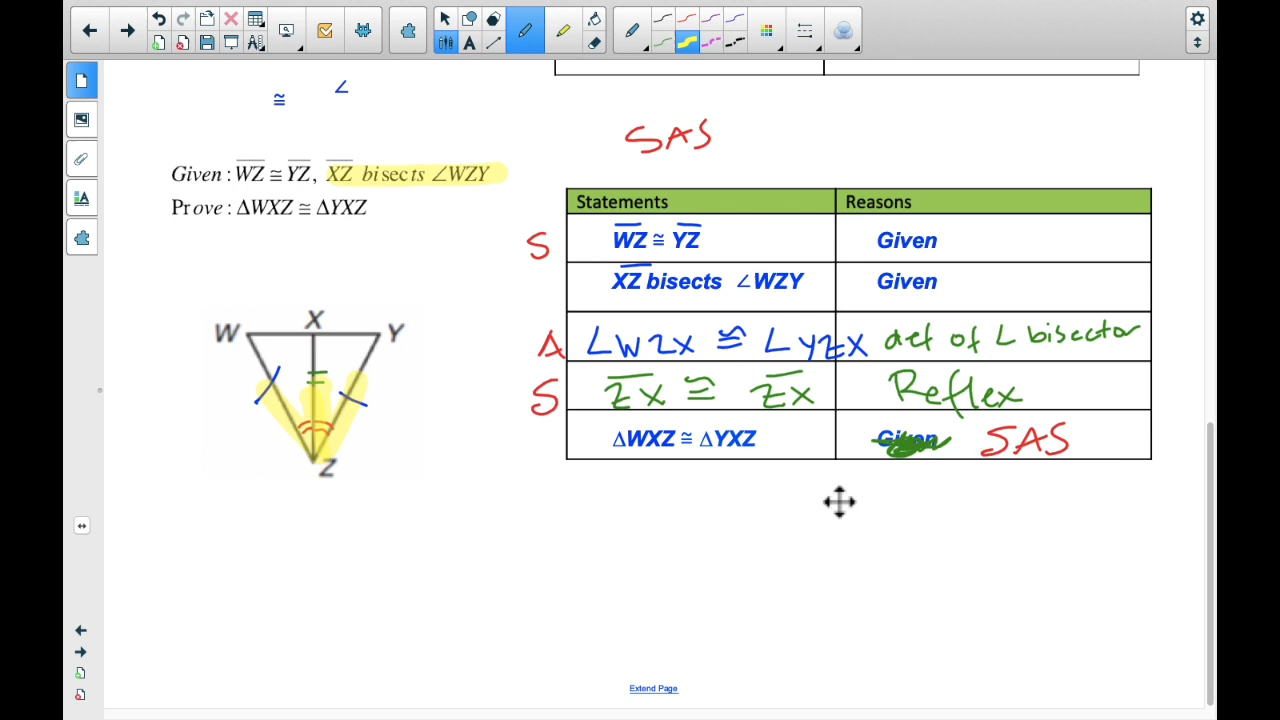 ≅ ∠
SAS
Given : WZ ≅ YZ, XZ bisects ∠WZY
Prove : ΔWXZ ≅ ΔYXZ
Statements Reasons
S WZ ≅ YZ Given
XZ bisects ∠WZY Given
A ∠WZX ≅ ∠YZX def of ∠ bisector
S ZX ≅ ZX Reflex
ΔWXZ ≅ ΔYXZ Given SAS
W X Y
Z
Extend Page